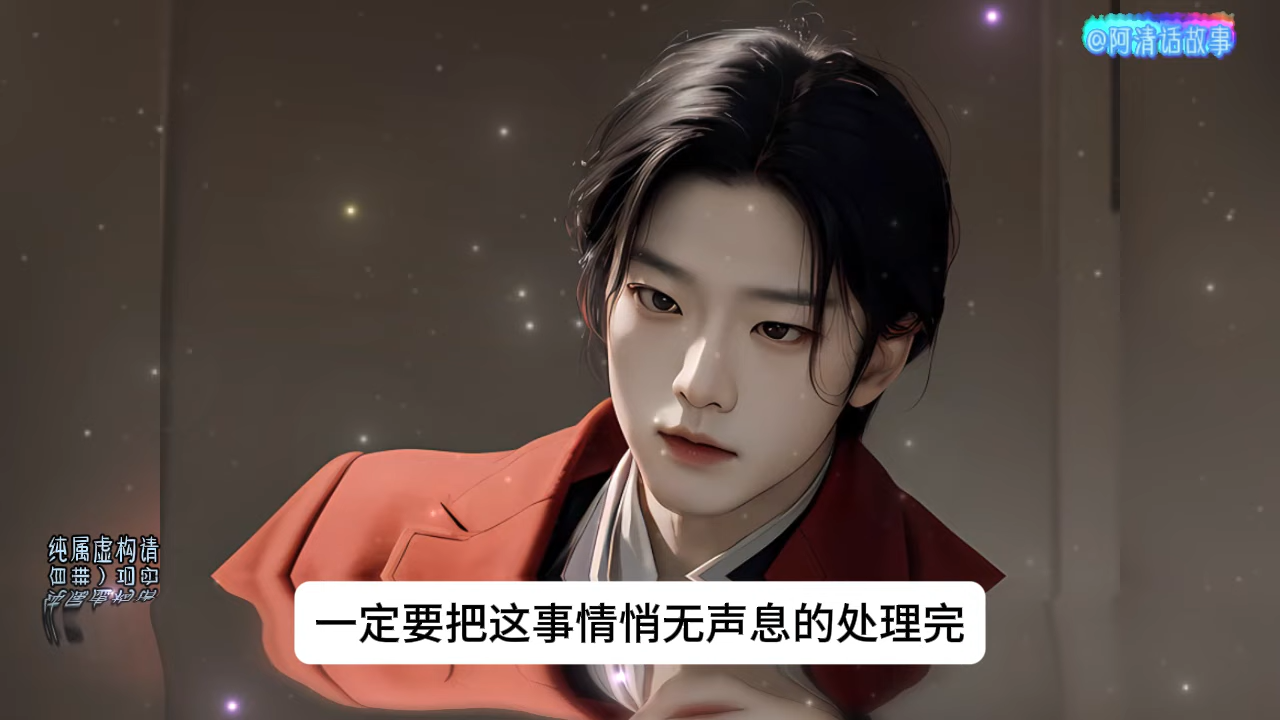 @阿清话故事
纯属虚构请
一定要把这事情悄无声息的处理完